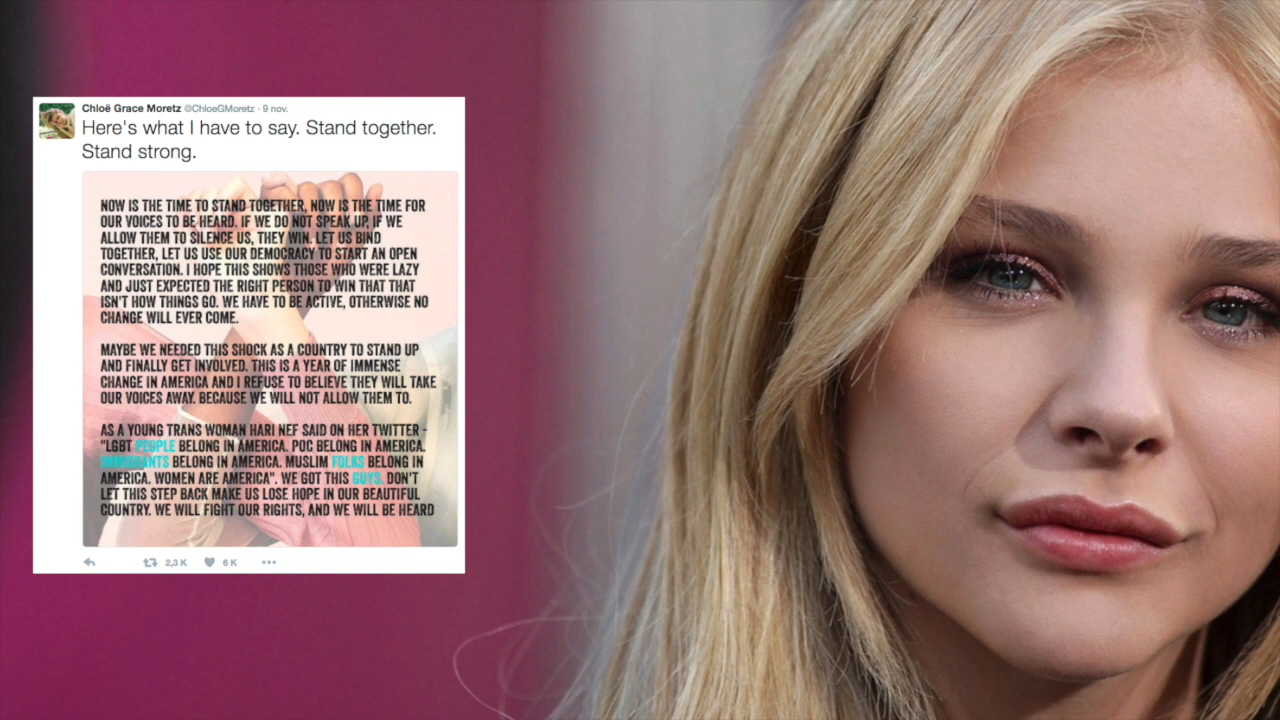 Chloë Grace Moretz @ChloeGMoretz · 9 nov.
Here's what I have to say. Stand together.
Stand strong.
NOW IS THE TIME TO STAND TOGETHER, NOW IS THE TIME FOR
OUR VOICES TO BE HEARD. IF WE DO NOT SPEAK UP, IF WE
ALLOW THEM TO SILENCE US, THEY WIN. LET US BIND
TOGETHER, LET US USE OUR DEMOCRACY TO START AN OPEN
CONVERSATION. I HOPE THIS SHOWS THOSE WHO WERE LAZY
AND JUST EXPECTED THE RIGHT PERSON TO WIN THAT THAT
ISN'T HOW THINGS GO. WE HAVE TO BE ACTIVE, OTHERWISE NO
CHANGE WILL EVER COME.
MAYBE WE NEEDED THIS SHOCK AS A COUNTRY TO STAND UP
AND FINALLY GET INVOLVED. THIS IS A YEAR OF IMMENSE
CHANGE IN AMERICA AND I REFUSE TO BELIEVE THEY WILL TAKE
OUR VOICES AWAY. BECAUSE WE WILL NOT ALLOW THEM TO.
AS A YOUNG TRANS WOMAN HARI NEF SAID ON HER TWITTER -
"LGBT PEOPLE BELONG IN AMERICA. POC BELONG IN AMERICA.
IMMIGRANTS BELONG IN AMERICA. MUSLIM FOLKS BELONG IN
AMERICA. WOMEN ARE AMERICA". WE GOT THIS GUYS. DON'T
LET THIS STEP BACK MAKE US LOSE HOPE IN OUR BEAUTIFUL
COUNTRY. WE WILL FIGHT OUR RIGHTS, AND WE WILL BE HEARD
2,3 K 6 K